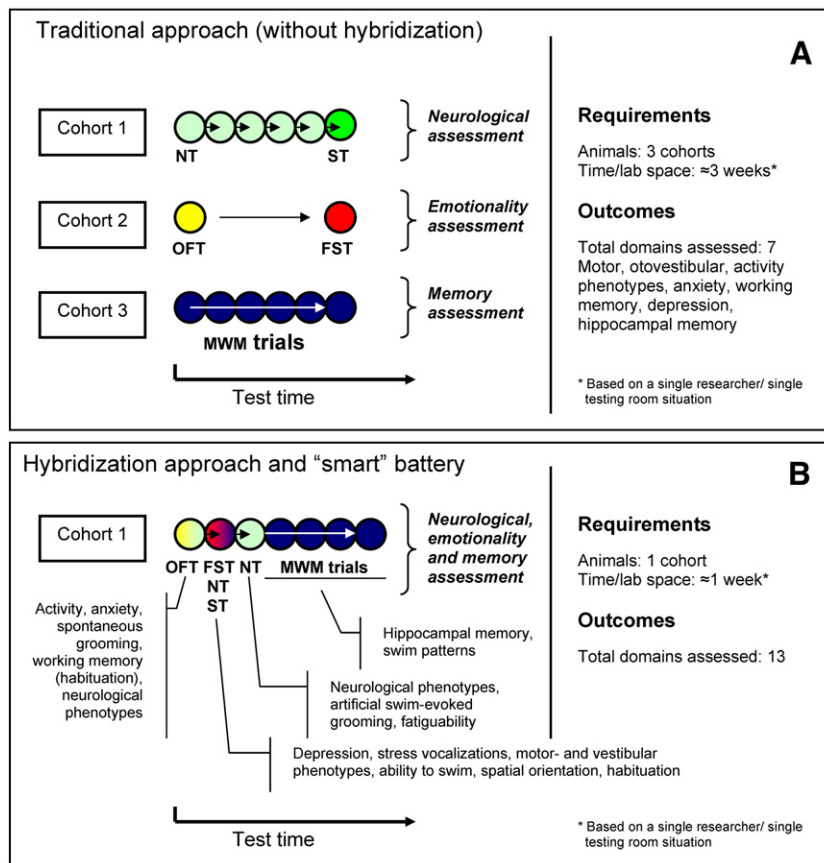 Traditional approach (without hybridization)
A
Cohort 1
NT
ST
Neurological
assessment
Cohort 2
OFT
FST
Emotionality
assessment
Cohort 3
MWM trials
Memory
assessment
Test time
Requirements
Animals: 3 cohorts
Time/lab space: ≈3 weeks*
Outcomes
Total domains assessed: 7
Motor, otovestibular, activity
phenotypes, anxiety, working
memory, depression,
hippocampal memory
* Based on a single researcher/ single
testing room situation
Hybridization approach and “smart” battery
B
Cohort 1
OFT FST NT MWM trials
NT
ST
Neurological,
emotionality
and memory
assessment
Activity, anxiety,
spontaneous
grooming,
working memory
(habituation),
neurological
phenotypes
Hippocampal memory,
swim patterns
Neurological phenotypes,
artificial swim-evoked
grooming, fatiguability
Depression, stress vocalizations, motor- and vestibular
phenotypes, ability to swim, spatial orientation, habituation
Test time
Requirements
Animals: 1 cohort
Time/lab space: ≈1 week*
Outcomes
Total domains assessed: 13
* Based on a single researcher/ single
testing room situation